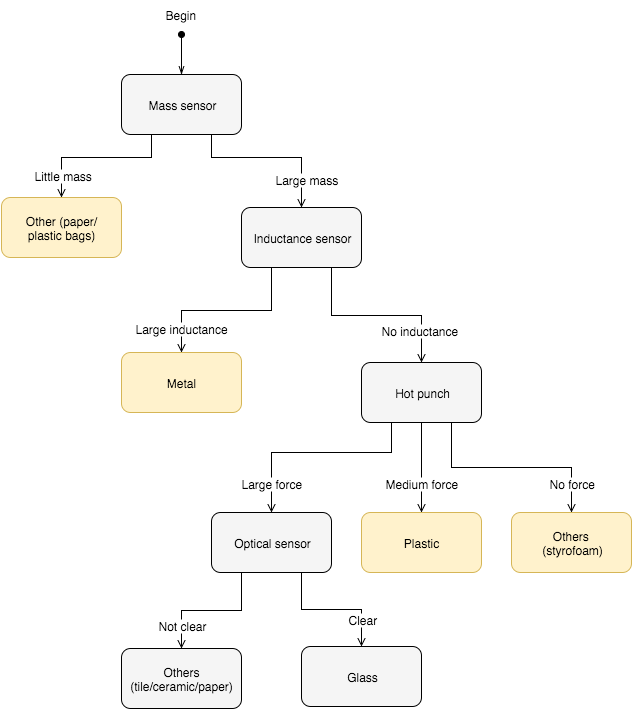 Begin
Mass sensor
Little mass
Large mass
Other (paper/
plastic bags)
Inductance sensor
Large inductance
No inductance
Metal
Hot punch
Large force
Medium force
No force
Optical sensor
Plastic
Others
(styrofoam)
Not clear
Clear
Others
(tile/ceramic/paper)
Glass